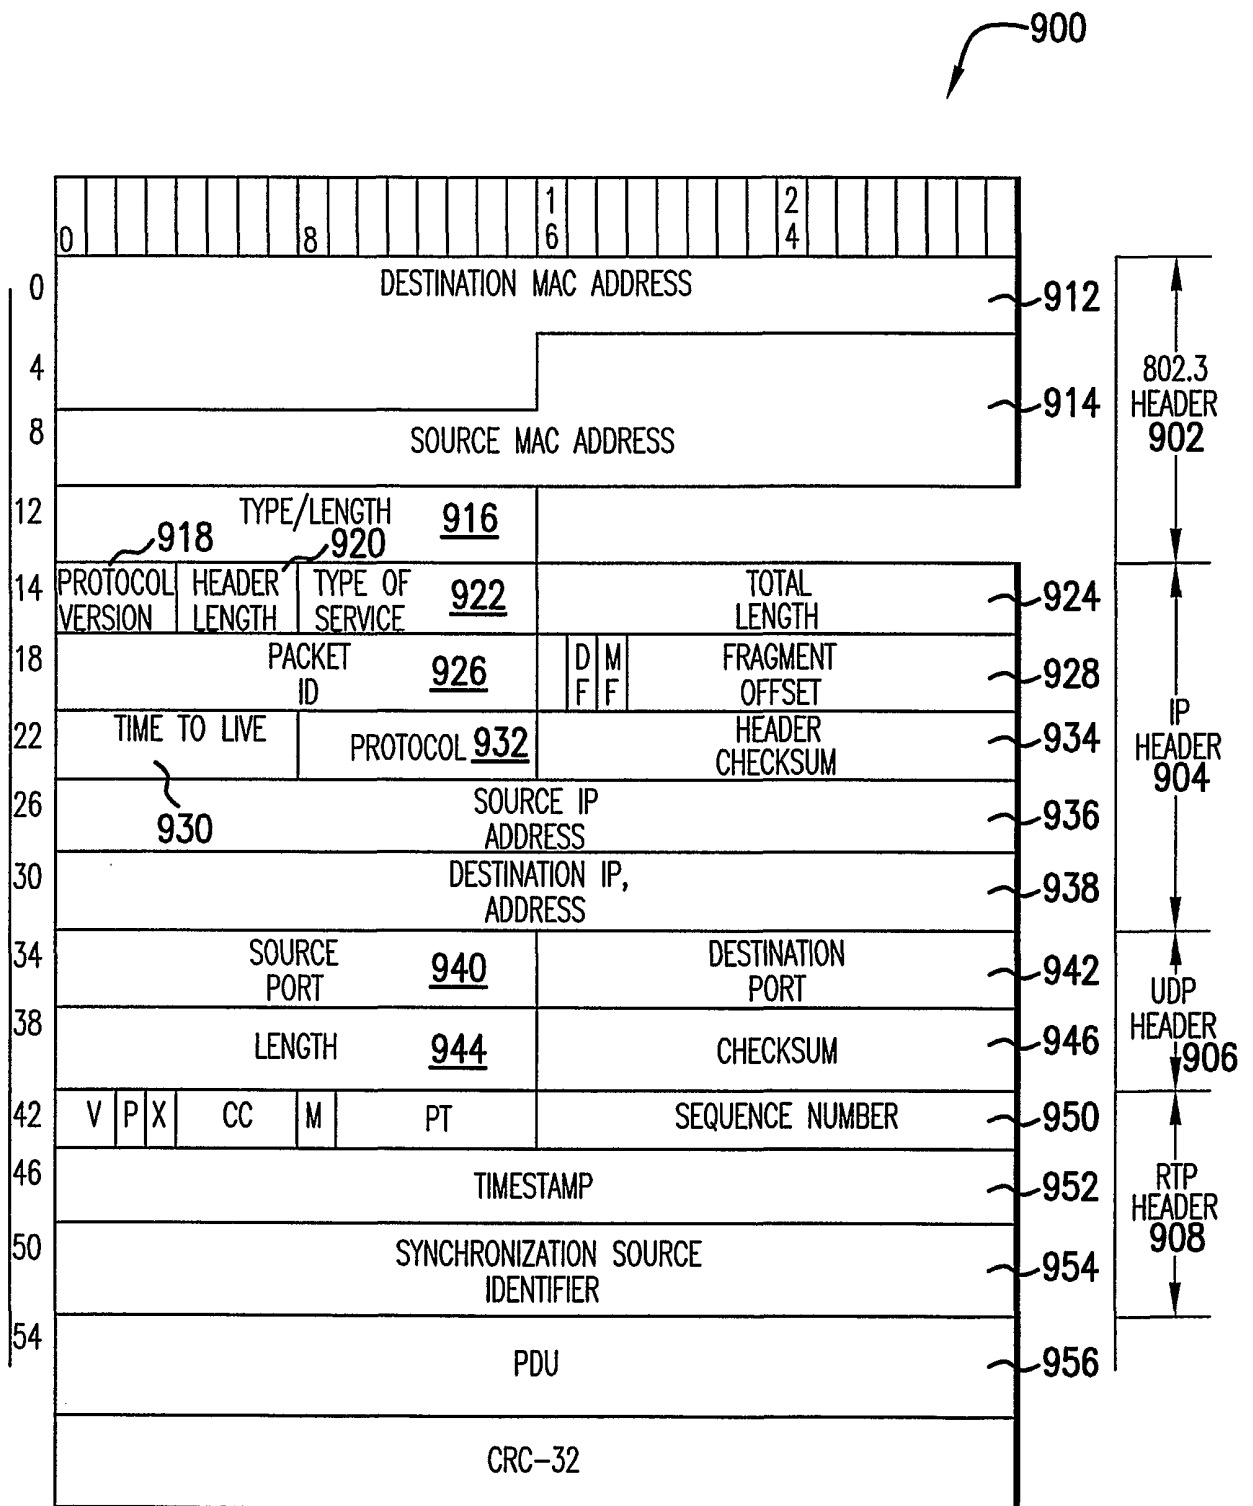 900
0 8 16 24
0 DESTINATION MAC ADDRESS 912
4
802.3
HEADER
902
914
8 SOURCE MAC ADDRESS
12 TYPE/LENGTH 916
918 920
14 PROTOCOL VERSION HEADER LENGTH TYPE OF SERVICE 922 TOTAL LENGTH 924
18 PACKET ID 926 DF MF FRAGMENT OFFSET 928
22 TIME TO LIVE PROTOCOL 932 HEADER CHECKSUM 934
IP
HEADER
904
930
26 SOURCE IP ADDRESS 936
30 DESTINATION IP, ADDRESS 938
34 SOURCE PORT 940 DESTINATION PORT 942
UDP
HEADER
906
38 LENGTH 944 CHECKSUM 946
42 V P X CC M PT SEQUENCE NUMBER 950
46 TIMESTAMP 952
RTP
HEADER
908
50 SYNCHRONIZATION SOURCE IDENTIFIER 954
54 PDU 956
CRC-32